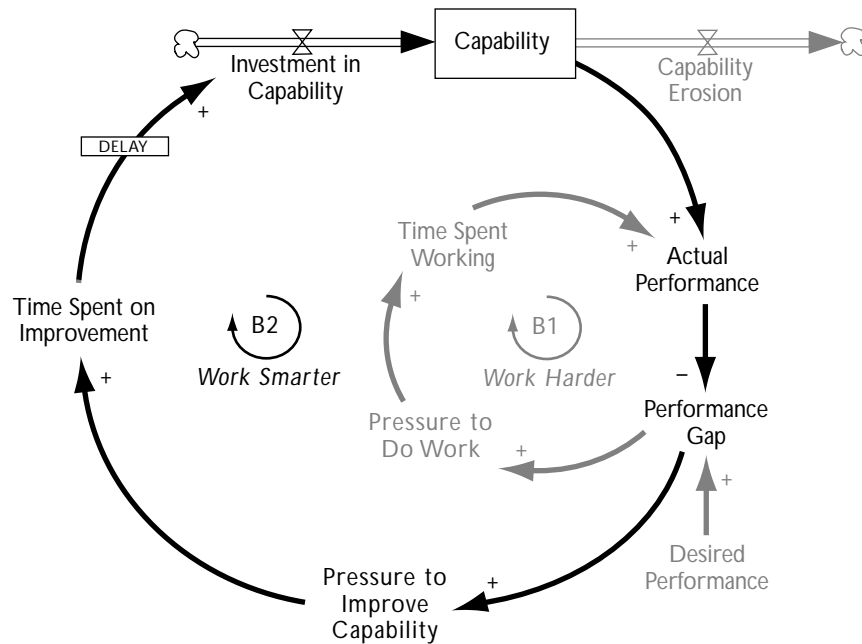 Capability
Investment in
Capability
Capability
Erosion
+
DELAY
+
Time Spent
Working
+
Actual
Performance
+
Time Spent on
Improvement
B2
Work Smarter
B1
Work Harder
+
−
Performance
Gap
Pressure to
Do Work
+
+
Desired
Performance
+
Pressure to
Improve
Capability